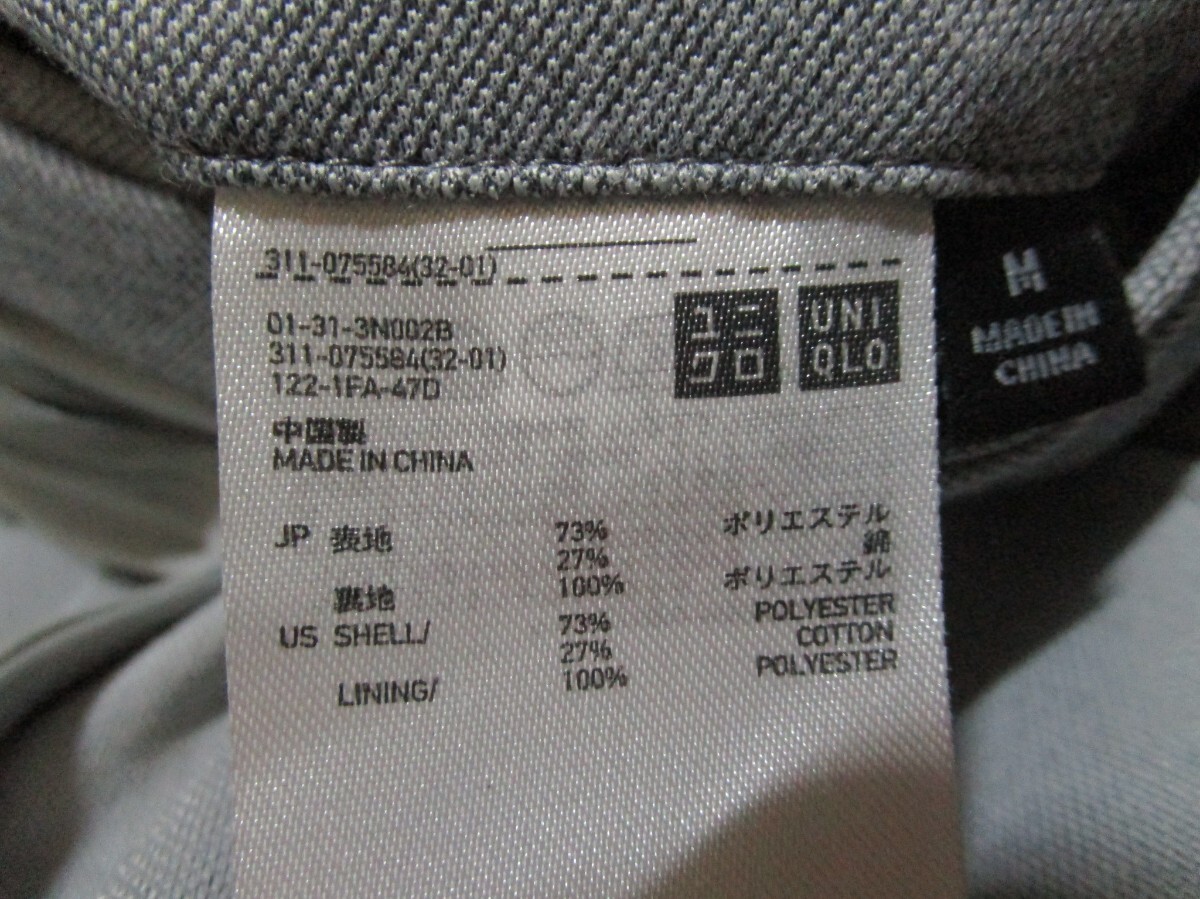 311-075584(32-01)
01-31-3N002B
311-075584(32-01)
122-1FA-47D
ユニ
クロ
UNI
QLO
M
MADE IN
CHINA
中国製
MADE IN CHINA
JP 表地 73% ポリエステル
27% 綿
裏地 100% ポリエステル
US SHELL/ 73% POLYESTER
27% COTTON
LINING/ 100% POLYESTER